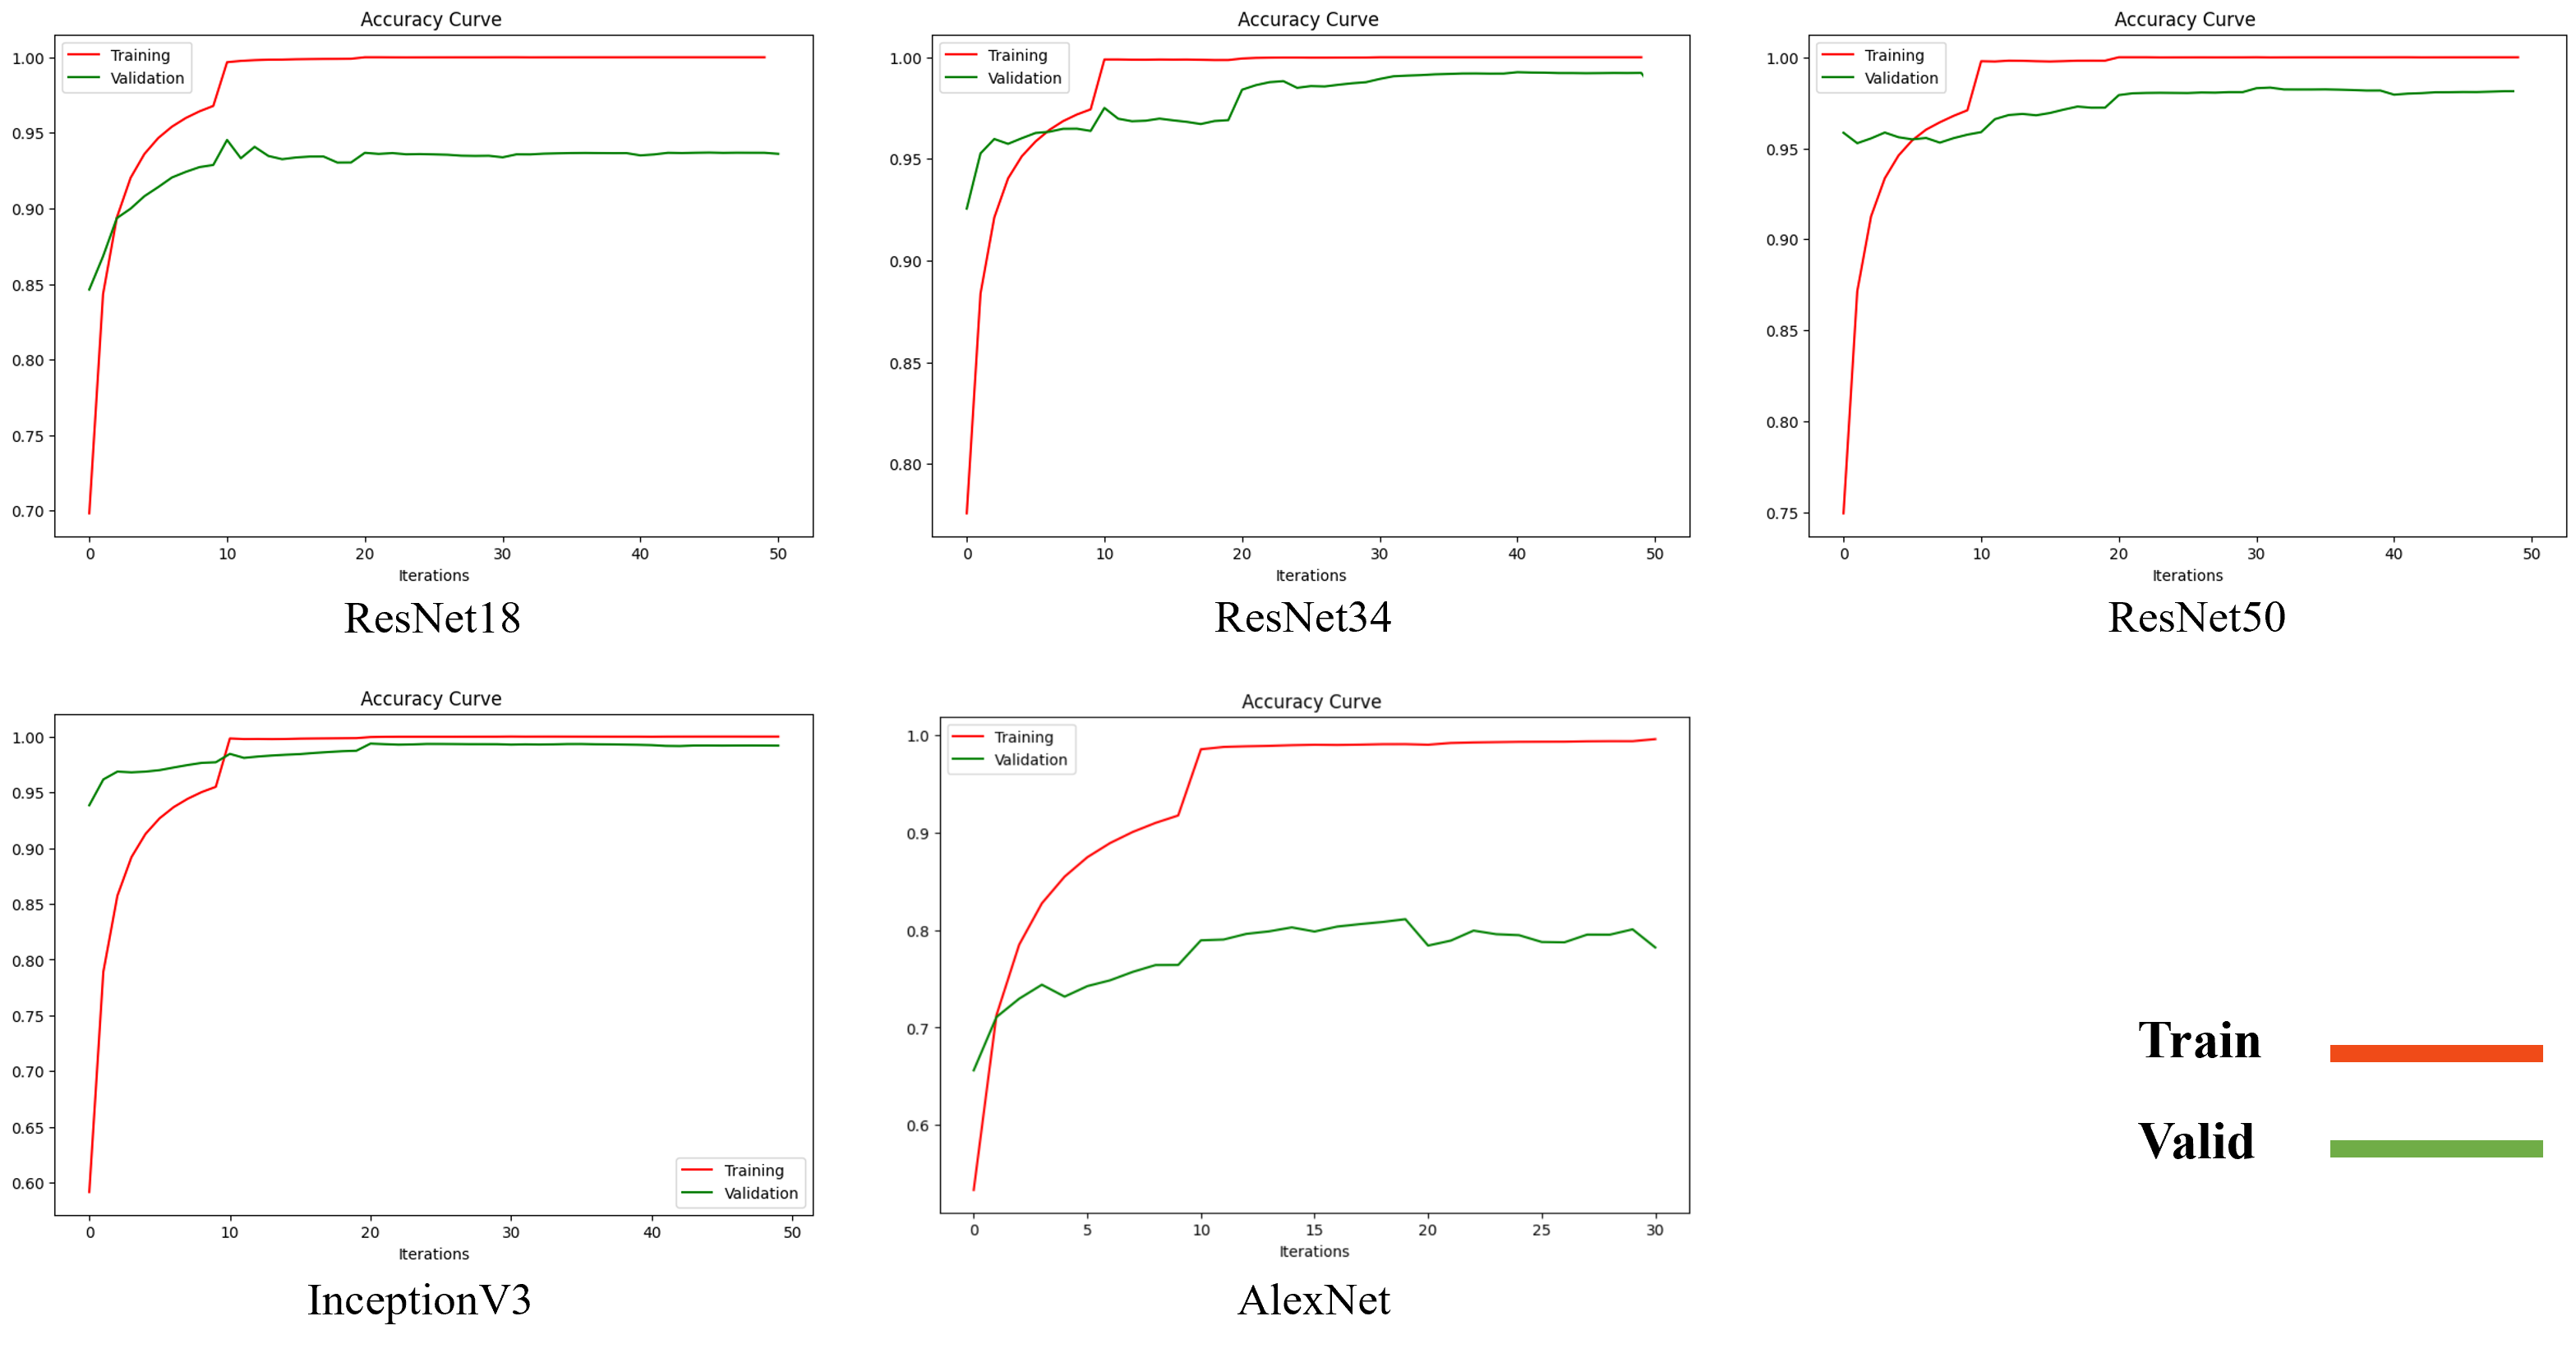 Accuracy Curve
Training
Validation
1.00
0.95
0.90
0.85
0.80
0.75
0.70
0 10 20 30 40 50
Iterations
ResNet18
Accuracy Curve
Training
Validation
1.00
0.95
0.90
0.85
0.80
0 10 20 30 40 50
Iterations
ResNet34
Accuracy Curve
Training
Validation
1.00
0.95
0.90
0.85
0.80
0.75
0 10 20 30 40 50
Iterations
ResNet50
Accuracy Curve
1.00
0.95
0.90
0.85
0.80
0.75
0.70
0.65
0.60
Training
Validation
0 10 20 30 40 50
Iterations
InceptionV3
Accuracy Curve
Training
Validation
1.0
0.9
0.8
0.7
0.6
0 5 10 15 20 25 30
Iterations
AlexNet
Train
Valid